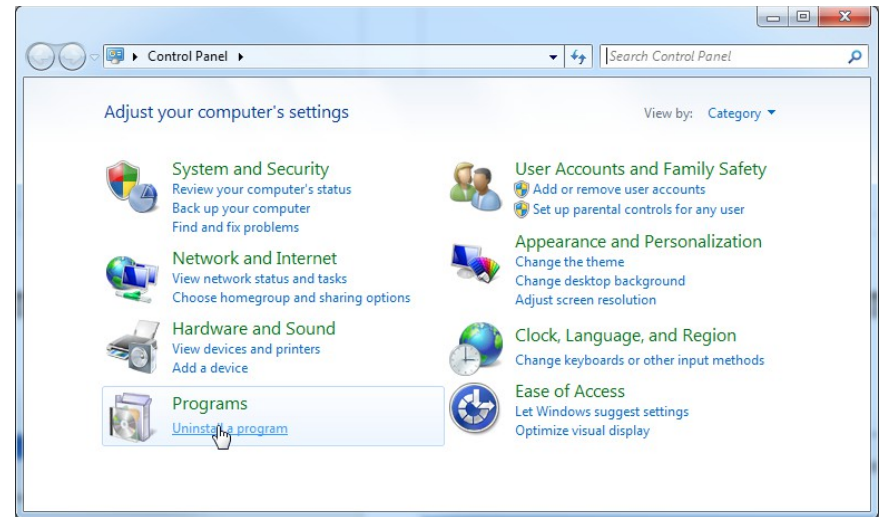 Control Panel
Search Control Panel
Adjust your computer's settings
View by: Category
System and Security
Review your computer's status
Back up your computer
Find and fix problems
Network and Internet
View network status and tasks
Choose homegroup and sharing options
Hardware and Sound
View devices and printers
Add a device
Programs
Uninstall a program
User Accounts and Family Safety
Add or remove user accounts
Set up parental controls for any user
Appearance and Personalization
Change the theme
Change desktop background
Adjust screen resolution
Clock, Language, and Region
Change keyboards or other input methods
Ease of Access
Let Windows suggest settings
Optimize visual display